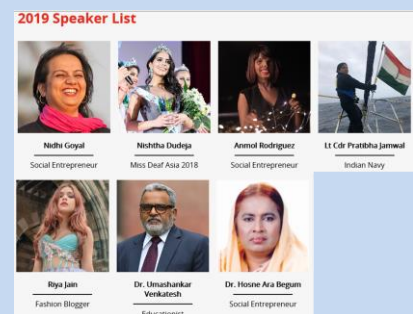 2019 Speaker List
Nidhi Goyal
Social Entrepreneur
Nishtha Dudeja
Miss Deaf Asia 2018
Anmol Rodriguez
Social Entrepreneur
Lt Cdr Pratibha Jamwal
Indian Navy
Riya Jain
Fashion Blogger
Dr. Umashankar
Venkatesh
Educationist
Dr. Hosne Ara Begum
Social Entrepreneur